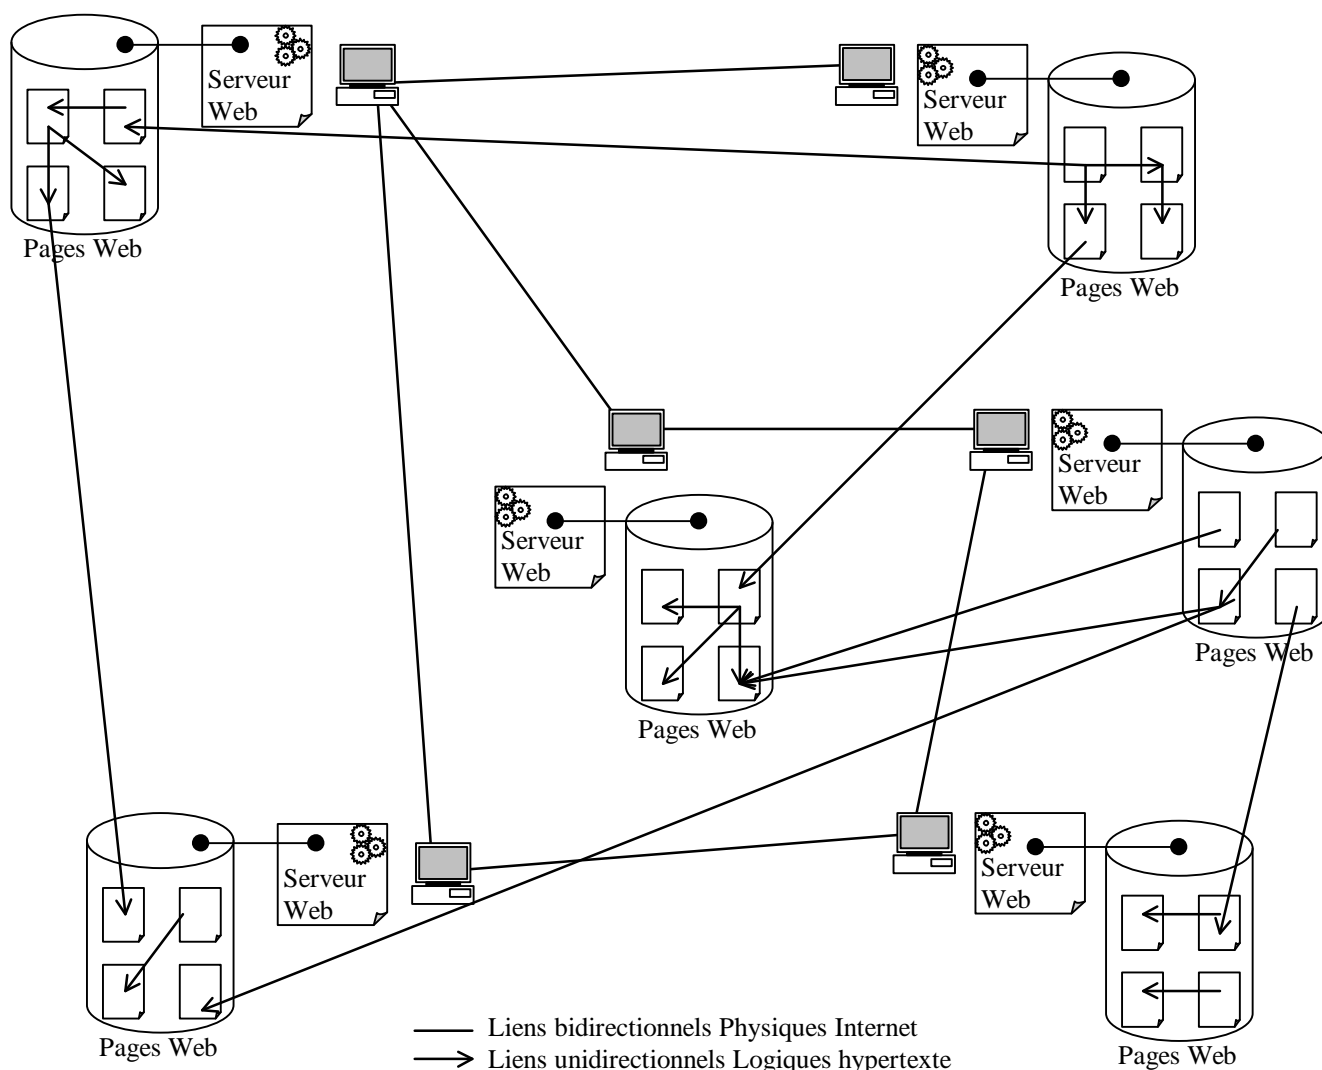 Serveur
Web
Pages Web
Serveur
Web
Pages Web
Serveur
Web
Pages Web
Serveur
Web
Pages Web
Serveur
Web
Pages Web
Serveur
Web
Pages Web
Liens bidirectionnels Physiques Internet
Liens unidirectionnels Logiques hypertexte